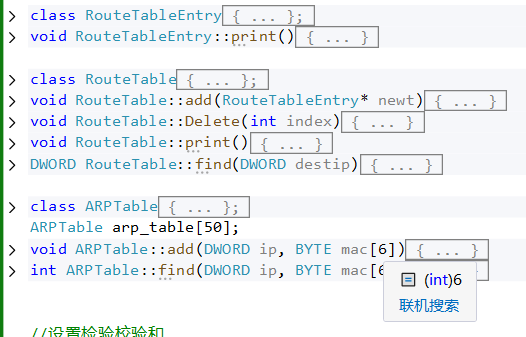 class RouteTableEntry{ ... };
void RouteTableEntry::print(){ ... }
class RouteTable{ ... };
void RouteTable::add(RouteTableEntry* newt){ ... }
void RouteTable::Delete(int index){ ... }
void RouteTable::print(){ ... }
DWORD RouteTable::find(DWORD destip){ ... }
class ARPTable{ ... };
ARPTable arp_table[50];
void ARPTable::add(DWORD ip, BYTE mac[6]){ ... }
int ARPTable::find(DWORD ip, BYTE mac[6
(int)6
联机搜索
//设置检验校验和